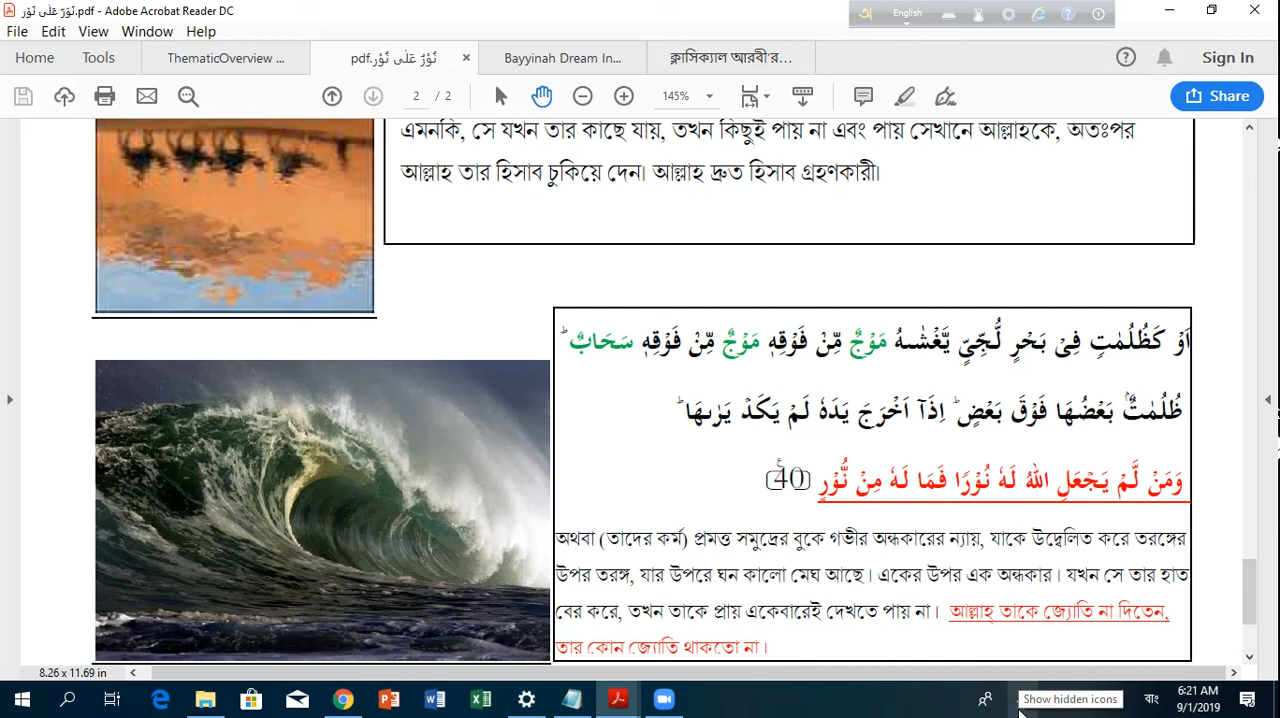 نُوْرٌ عَلٰى نُوْر.pdf - Adobe Acrobat Reader DC
English
File Edit View Window Help
Home Tools ThematicOverview ... نُوْرٌ عَلٰى نُوْر.pdf × Bayyinah Dream In... ক্লাসিক্যাল আরবী'র... Sign In
2 / 2 145% Share
এমনকি, সে যখন তার কাছে যায়, তখন কিছুই পায় না এবং পায় সেখানে আল্লাহকে, অতঃপর
আল্লাহ তার হিসাব চুকিয়ে দেন। আল্লাহ দ্রুত হিসাব গ্রহণকারী।
اَوْ كَظُلُمٰتٍ فِىْ بَحْرٍ لُّجِّىٍّ يَّغْشٰٮهُ مَوْجٌ مِّنْ فَوْقِهٖ مَوْجٌ مِّنْ فَوْقِهٖ سَحَابٌ ؕ
ظُلُمٰتٌۢ بَعْضُهَا فَوْقَ بَعْضٍ ؕ اِذَاۤ اَخْرَجَ يَدَهٗ لَمْ يَكَدْ يَرٰٮهَا ؕ
وَمَنْ لَّمْ يَجْعَلِ اللّٰهُ لَهٗ نُوْرًا فَمَا لَهٗ مِنْ نُّوْرٍ 40
অথবা (তাদের কর্ম) প্রমত্ত সমুদ্রের বুকে গভীর অন্ধকারের ন্যায়, যাকে উদ্বেলিত করে তরঙ্গের
উপর তরঙ্গ, যার উপরে ঘন কালো মেঘ আছে। একের উপর এক অন্ধকার। যখন সে তার হাত
বের করে, তখন তাকে প্রায় একেবারেই দেখতে পায় না। আল্লাহ্ তাকে জ্যোতি না দিতেন,
তার কোন জ্যোতি থাকতো না।
8.26 x 11.69 in
Show hidden icons বাং 6:21 AM
9/1/2019